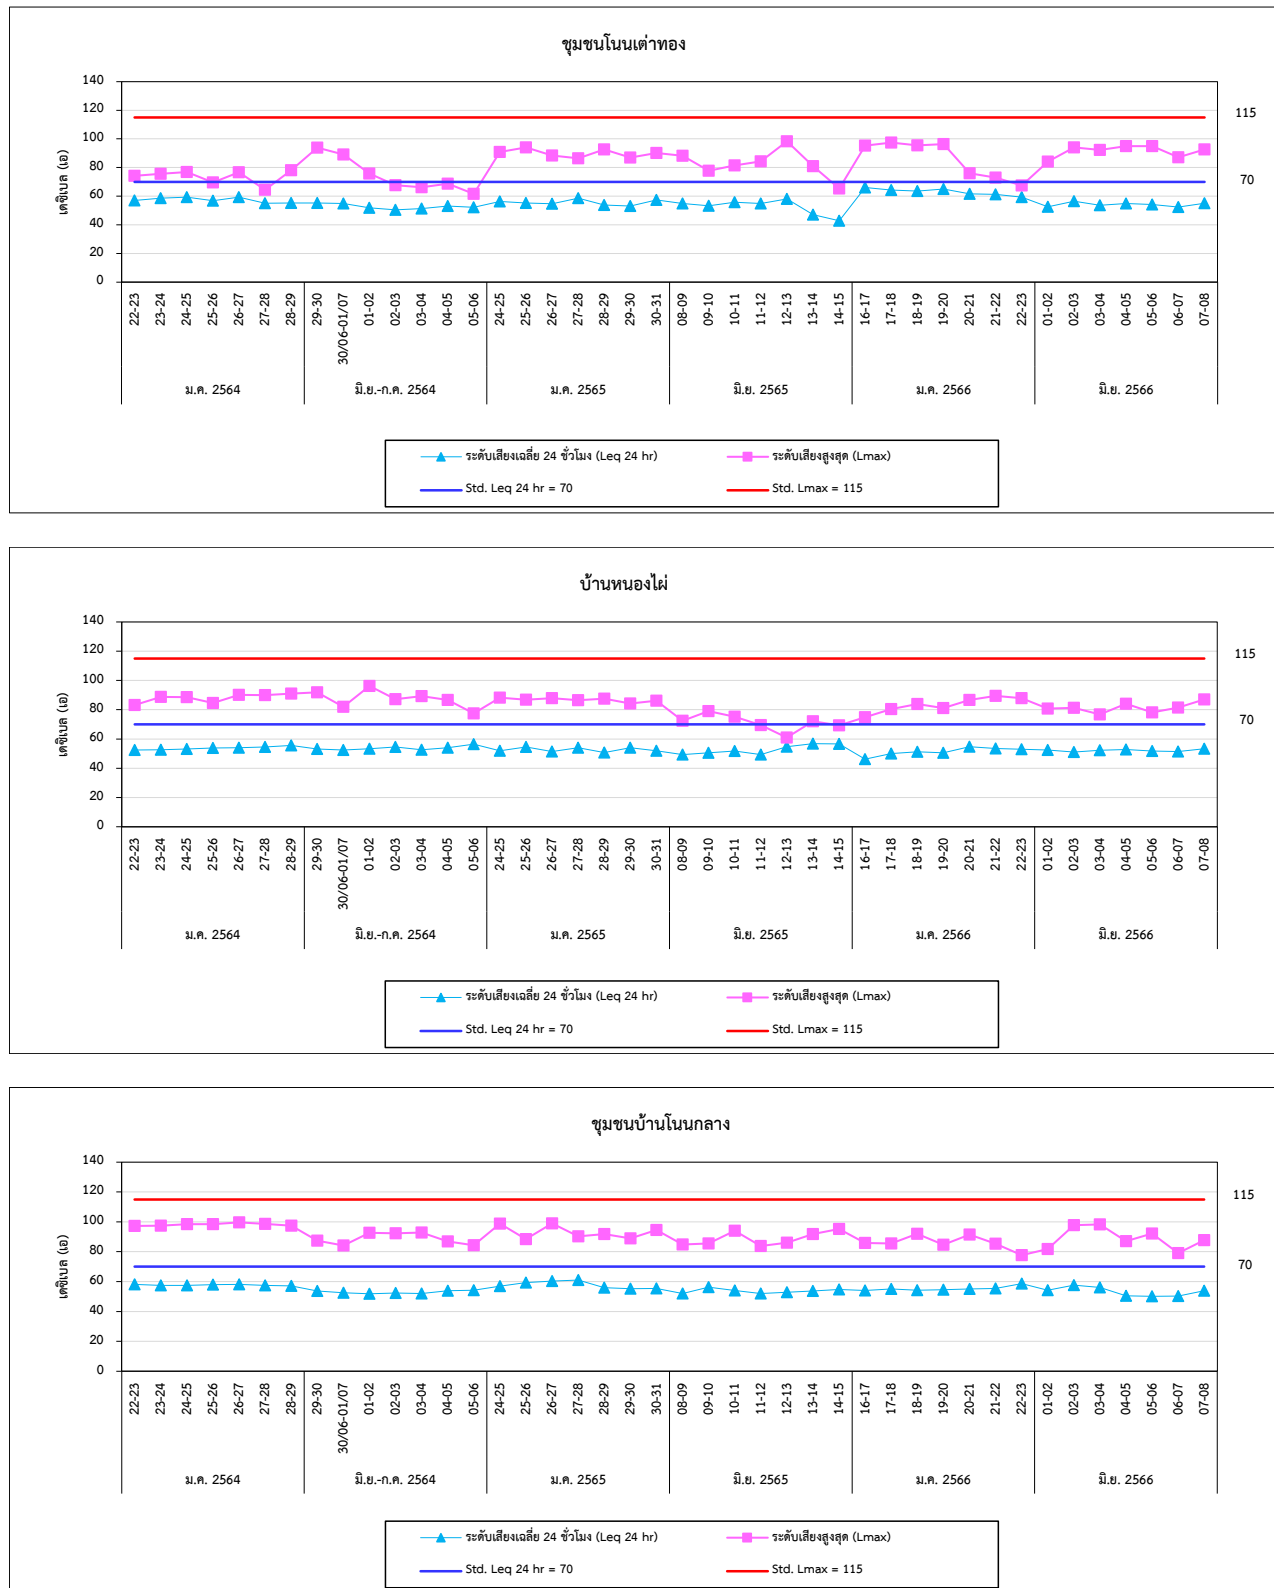 ชุมชนโนนเต่าทอง
เดซิเบล (เอ)
140
120
100
80
60
40
20
0
115
70
22-23 23-24 24-25 25-26 26-27 27-28 28-29 29-30 30/06-01/07 01-02 02-03 03-04 04-05 05-06 24-25 25-26 26-27 27-28 28-29 29-30 30-31 08-09 09-10 10-11 11-12 12-13 13-14 14-15 16-17 17-18 18-19 19-20 20-21 21-22 22-23 01-02 02-03 03-04 04-05 05-06 06-07 07-08
ม.ค. 2564 มิ.ย.-ก.ค. 2564 ม.ค. 2565 มิ.ย. 2565 ม.ค. 2566 มิ.ย. 2566
ระดับเสียงเฉลี่ย 24 ชั่วโมง (Leq 24 hr) ระดับเสียงสูงสุด (Lmax)
Std. Leq 24 hr = 70 Std. Lmax = 115
บ้านหนองไผ่
เดซิเบล (เอ)
140
120
100
80
60
40
20
0
115
70
22-23 23-24 24-25 25-26 26-27 27-28 28-29 29-30 30/06-01/07 01-02 02-03 03-04 04-05 05-06 24-25 25-26 26-27 27-28 28-29 29-30 30-31 08-09 09-10 10-11 11-12 12-13 13-14 14-15 16-17 17-18 18-19 19-20 20-21 21-22 22-23 01-02 02-03 03-04 04-05 05-06 06-07 07-08
ม.ค. 2564 มิ.ย.-ก.ค. 2564 ม.ค. 2565 มิ.ย. 2565 ม.ค. 2566 มิ.ย. 2566
ระดับเสียงเฉลี่ย 24 ชั่วโมง (Leq 24 hr) ระดับเสียงสูงสุด (Lmax)
Std. Leq 24 hr = 70 Std. Lmax = 115
ชุมชนบ้านโนนกลาง
เดซิเบล (เอ)
140
120
100
80
60
40
20
0
115
70
22-23 23-24 24-25 25-26 26-27 27-28 28-29 29-30 30/06-01/07 01-02 02-03 03-04 04-05 05-06 24-25 25-26 26-27 27-28 28-29 29-30 30-31 08-09 09-10 10-11 11-12 12-13 13-14 14-15 16-17 17-18 18-19 19-20 20-21 21-22 22-23 01-02 02-03 03-04 04-05 05-06 06-07 07-08
ม.ค. 2564 มิ.ย.-ก.ค. 2564 ม.ค. 2565 มิ.ย. 2565 ม.ค. 2566 มิ.ย. 2566
ระดับเสียงเฉลี่ย 24 ชั่วโมง (Leq 24 hr) ระดับเสียงสูงสุด (Lmax)
Std. Leq 24 hr = 70 Std. Lmax = 115